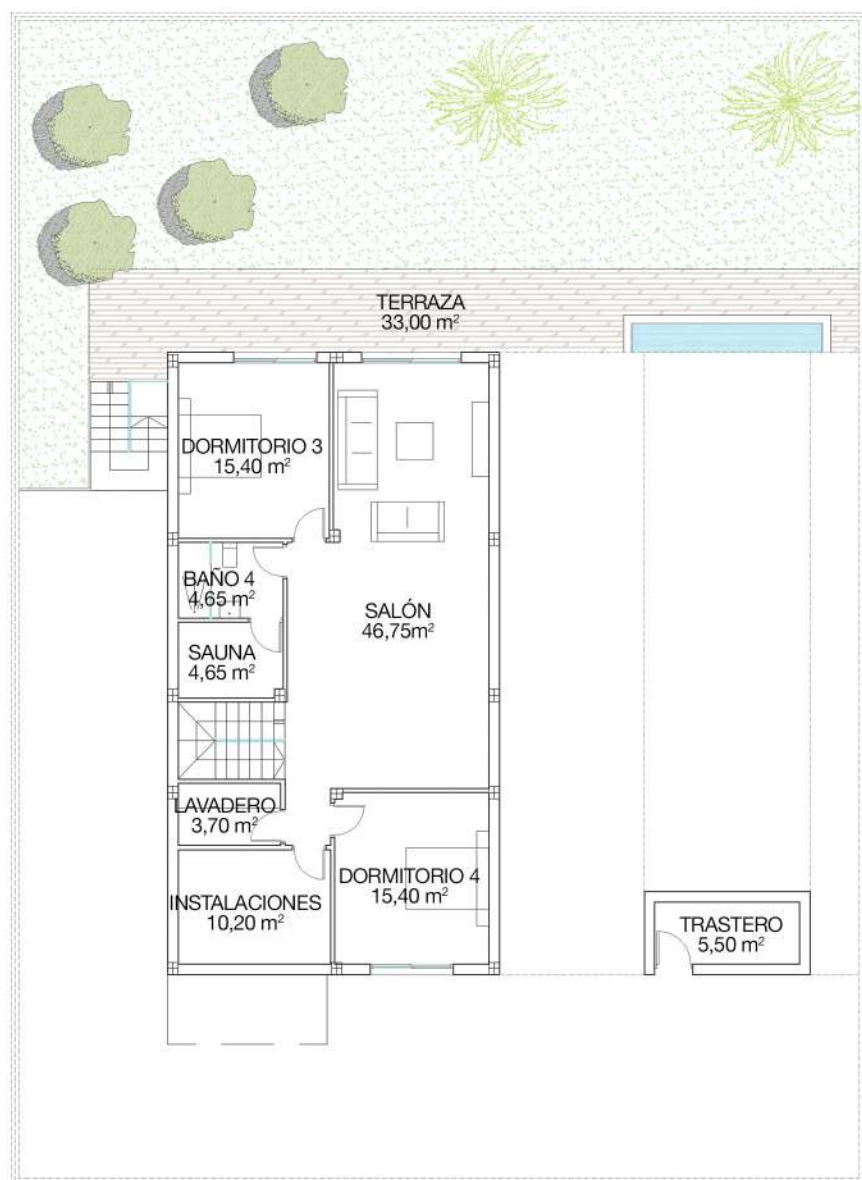 TERRAZA
33,00 m²
DORMITORIO 3
15,40 m²
BAÑO 4
4,65 m²
SALÓN
46,75m²
SAUNA
4,65 m²
LAVADERO
3,70 m²
DORMITORIO 4
15,40 m²
INSTALACIONES
10,20 m²
TRASTERO
5,50 m²